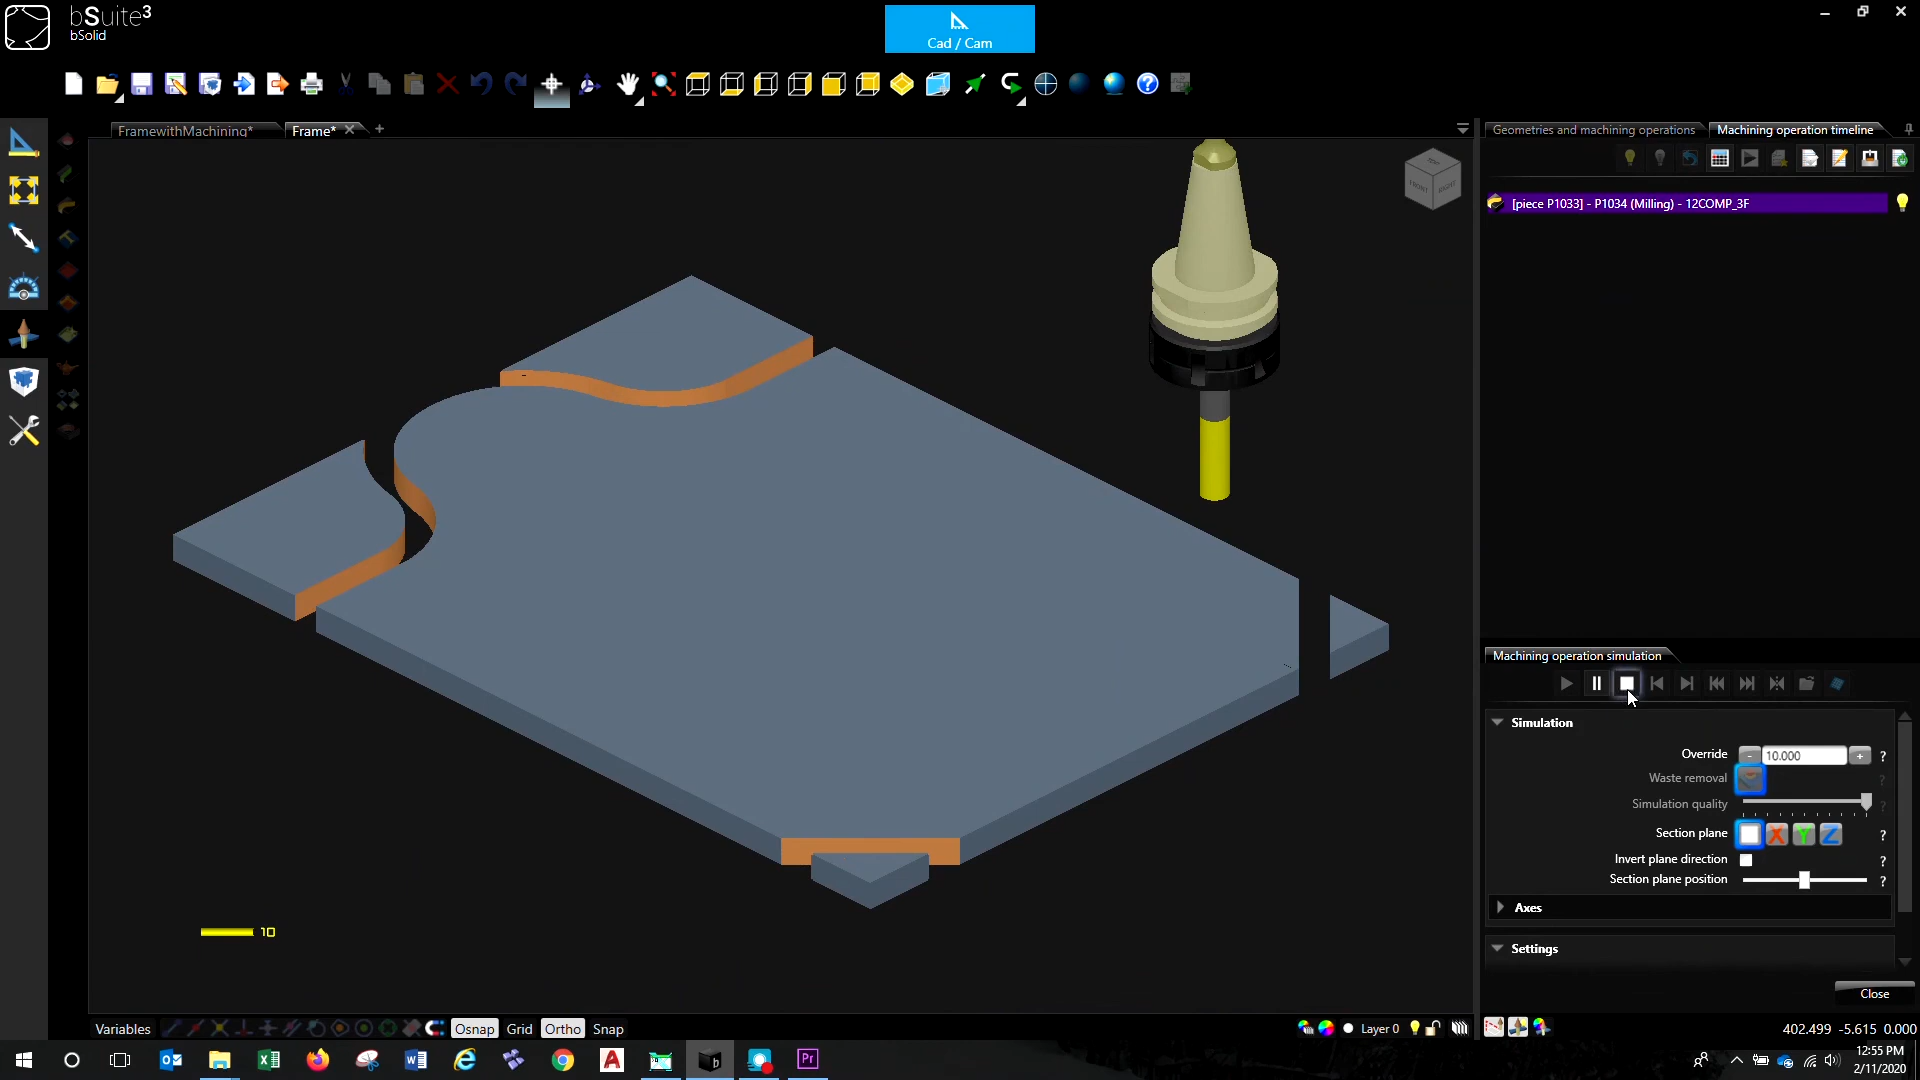 bSuite³
bSolid
Cad / Cam
FramewithMachining*
Frame*
Geometries and machining operations
Machining operation timeline
TOP
FRONT
RIGHT
[piece P1033] - P1034 (Milling) - 12COMP_3F
Machining operation simulation
Simulation
Override
- 10.000 + ?
Waste removal ?
Simulation quality ?
Section plane X Y Z ?
Invert plane direction ?
Section plane position ?
Axes
Settings
10
Close
Variables
Osnap
Grid
Ortho
Snap
Layer 0
402.499 -5.615 0.000
12:55 PM
2/11/2020